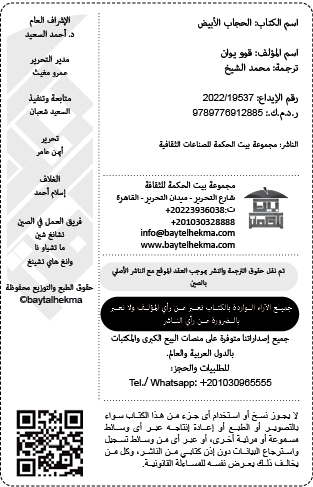 اسم الكتاب: الحجاب الأبيض
اسم المؤلف: قوو يوان
ترجمة: محمد الشيخ
رقم الإيداع: 2022/19537
ر.د.م.ك.: 9789776912885
الناشر: مجموعة بيت الحكمة للصناعات الثقافية
مجموعة بيت الحكمة للثقافة
شارع التحرير - ميدان التحرير - القاهرة
ت:20223936038+
+201030328888
info@baytelhekma.com
www.baytelhekma.com
تم نقل حقوق الترجمة والنشر بموجب العقد الموقع مع الناشر الأصلي
بالصين
جميع الآراء الواردة بالكتاب تعبر عن رأي المؤلف ولا تعبر
بالضرورة عن رأي الناشر
جميع إصداراتنا متوفرة على منصات البيع الكبرى والمكتبات
بالدول العربية والعالم.
للطلبيات والحجز:
Tel./ Whatsapp: +201030965555
لا يجوز نسخ أو استخدام أى جزء من هذا الكتاب سواء
بالتصوير أو الطبع أو إعادة إنتاجه عبر أى وسائط
مسموعة أو مرئية أخرى، أو عبر أى من وسائط تسجيل
واسترجاع البيانات دون إذن كتابي من الناشر، وكل من
يخالف ذلك يعرض نفسه للمساءلة القانونية.
الإشراف العام
د. أحمد السعيد
مدير التحرير
عمرو مغيث
متابعة وتنفيذ
السعيد شعبان
تحرير
أيمن عامر
الغلاف
إسلام أحمد
فريق العمل في الصين
تشانغ شين
ما تشياو نا
وانغ هاي تشينغ
حقوق الطبع والتوزيع محفوظة
©baytalhekma